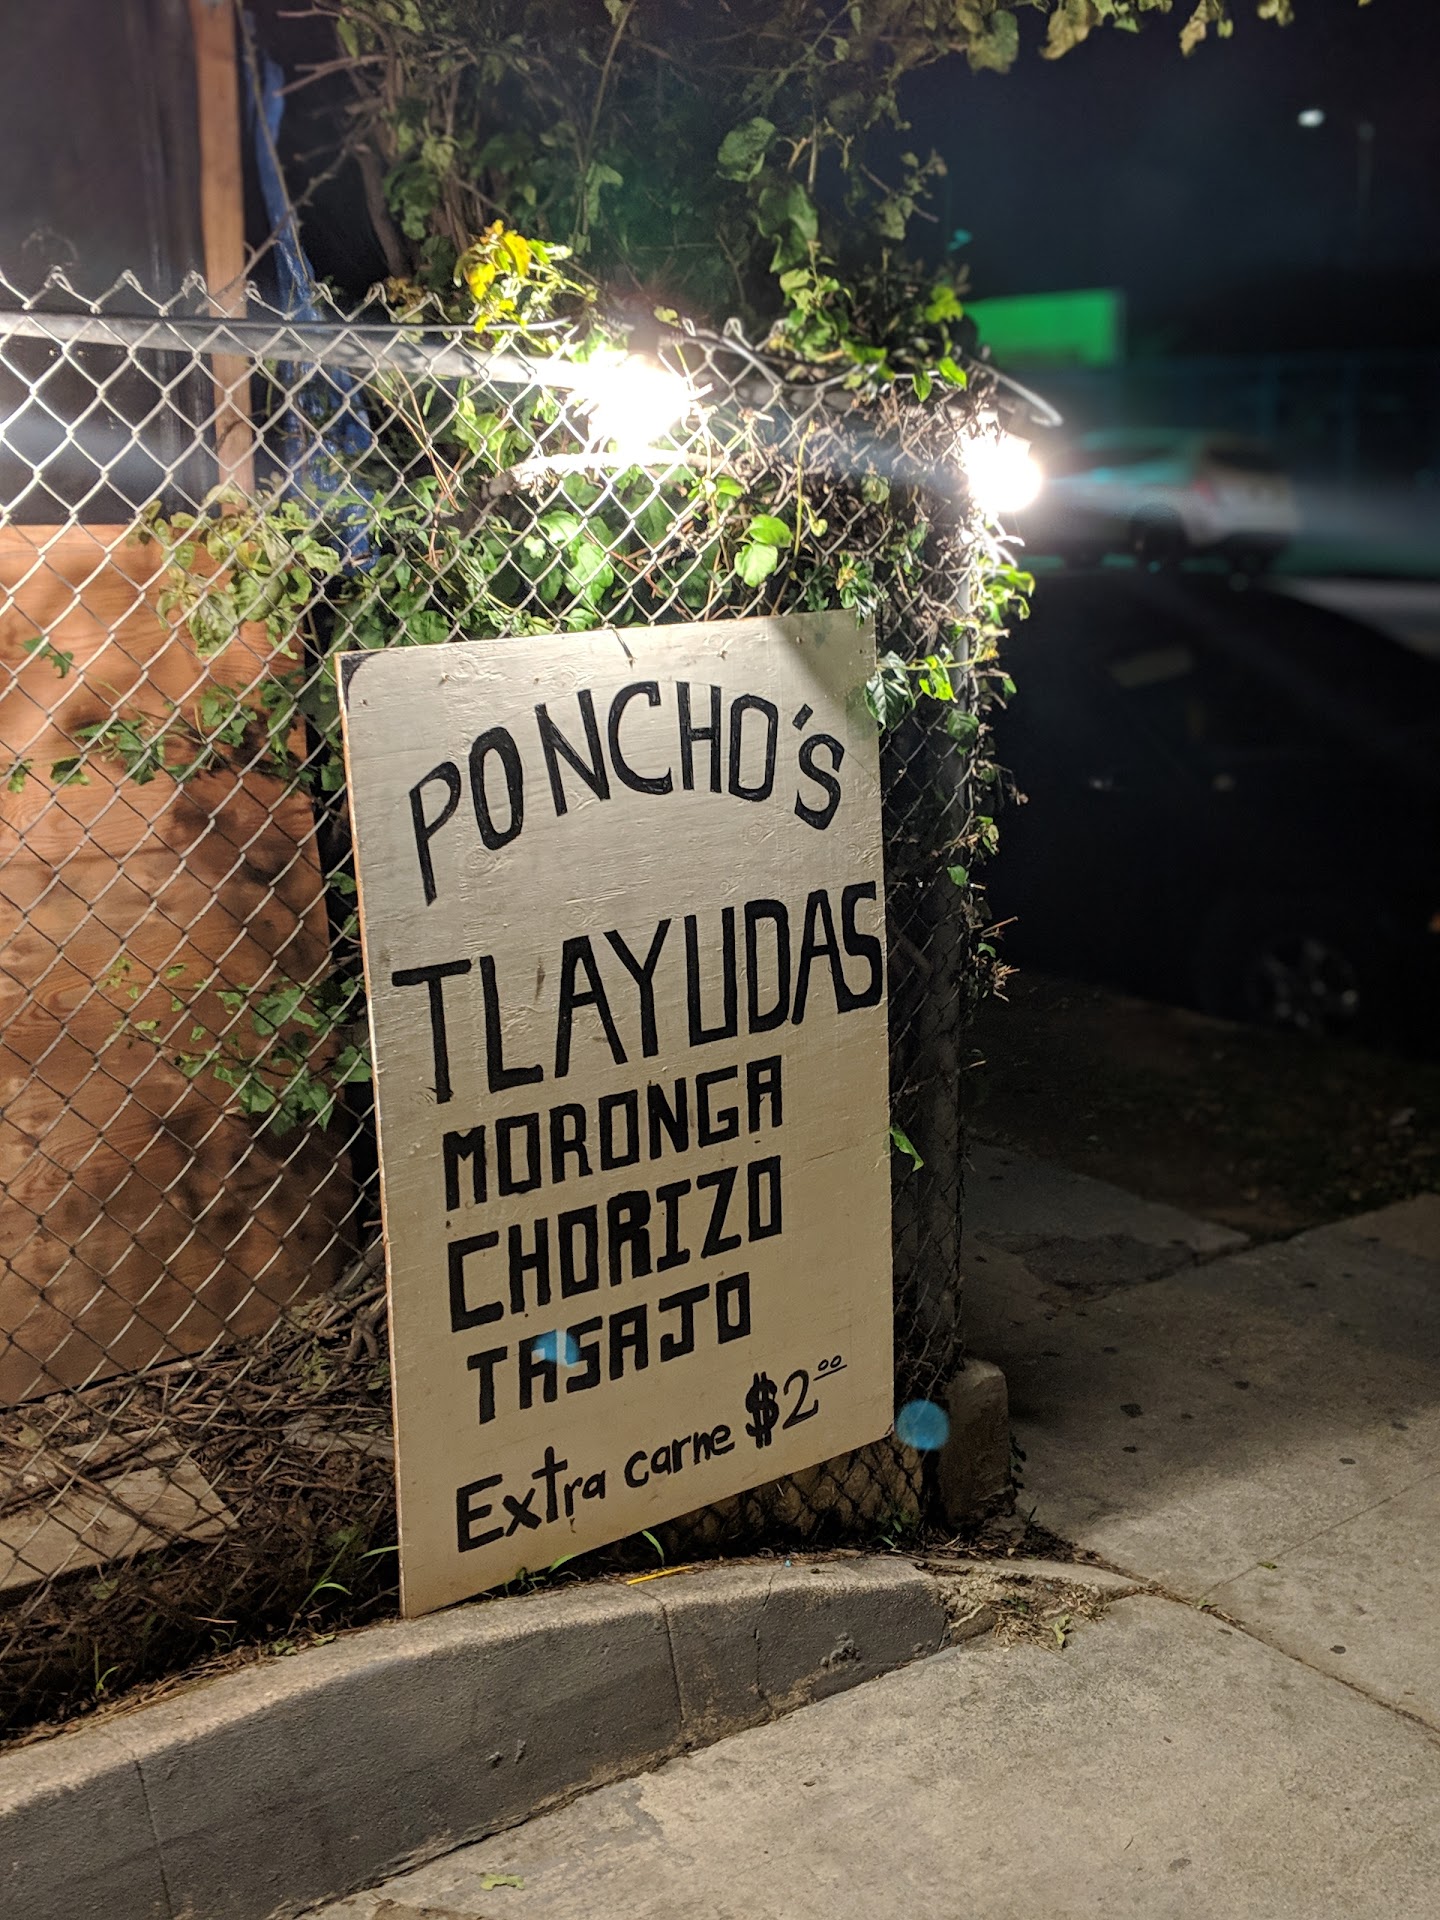 PONCHO'S
TLAYUDAS
MORONGA
CHORIZO
TASAJO
Extra carne $2.00